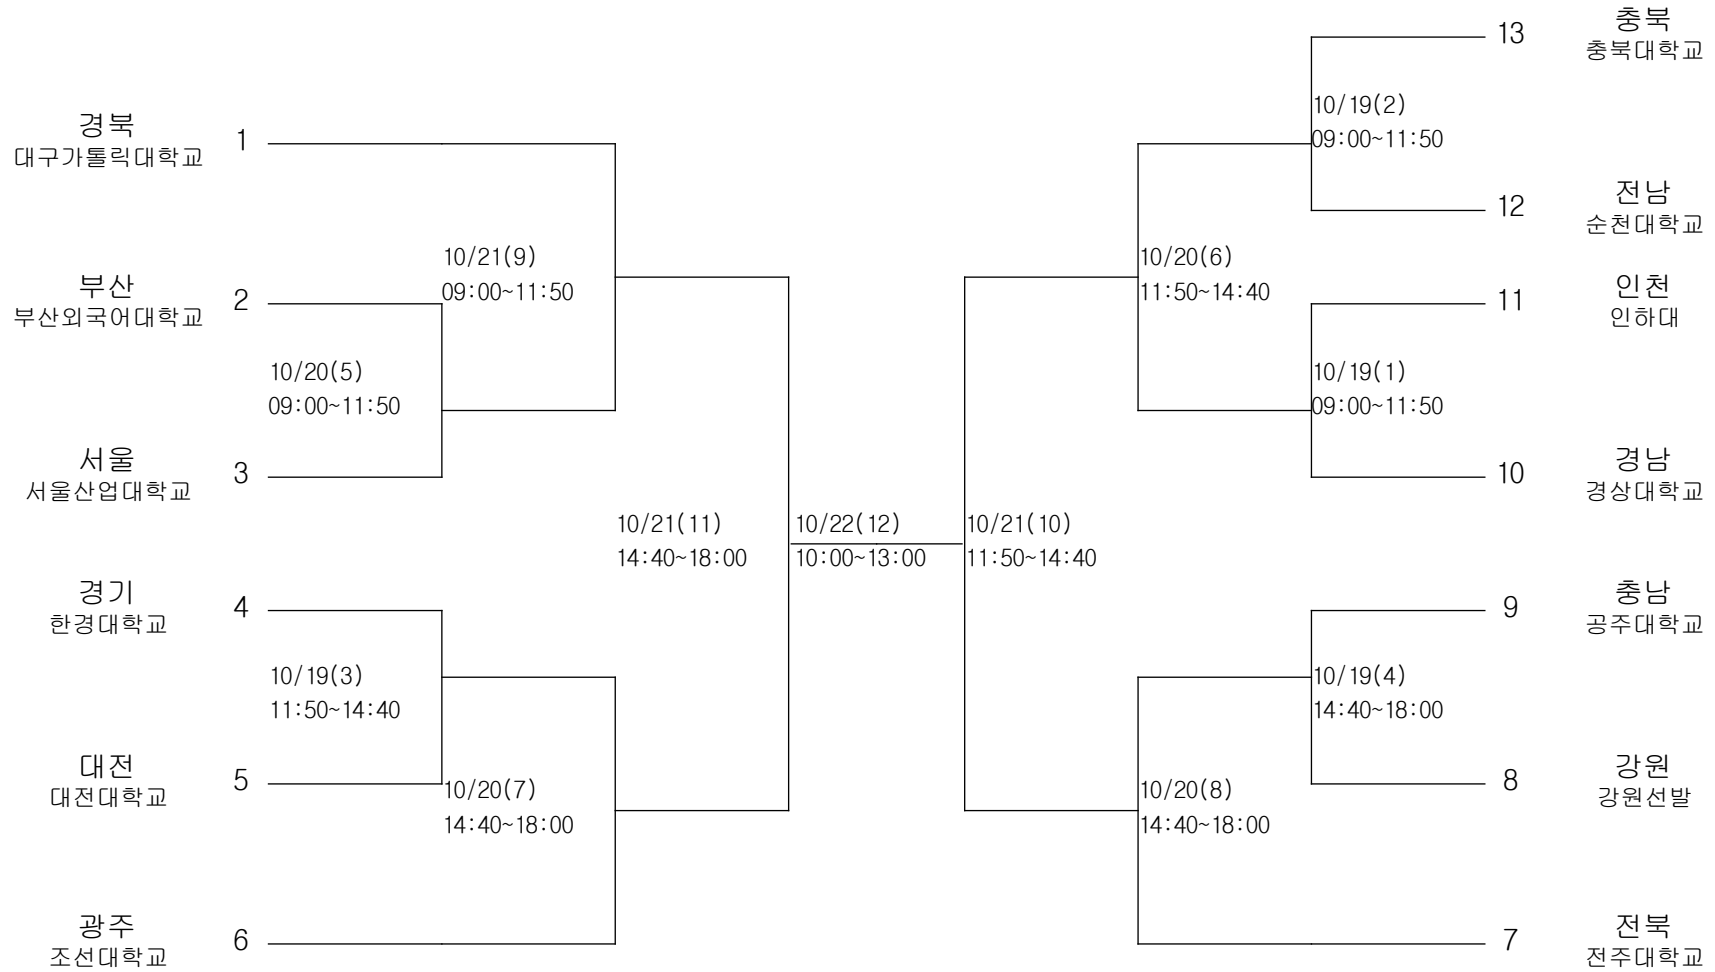 13
충북
충북대학교
10/19(2)
09:00~11:50
경북
대구가톨릭대학교
1
12
전남
순천대학교
10/21(9)
09:00~11:50
10/20(6)
11:50~14:40
부산
부산외국어대학교
2
11
인천
인하대
10/20(5)
09:00~11:50
10/19(1)
09:00~11:50
서울
서울산업대학교
3
10
경남
경상대학교
10/21(11)
14:40~18:00
10/22(12)
10:00~13:00
10/21(10)
11:50~14:40
경기
한경대학교
4
9
충남
공주대학교
10/19(3)
11:50~14:40
10/19(4)
14:40~18:00
대전
대전대학교
5
8
강원
강원선발
10/20(7)
14:40~18:00
10/20(8)
14:40~18:00
광주
조선대학교
6
7
전북
전주대학교